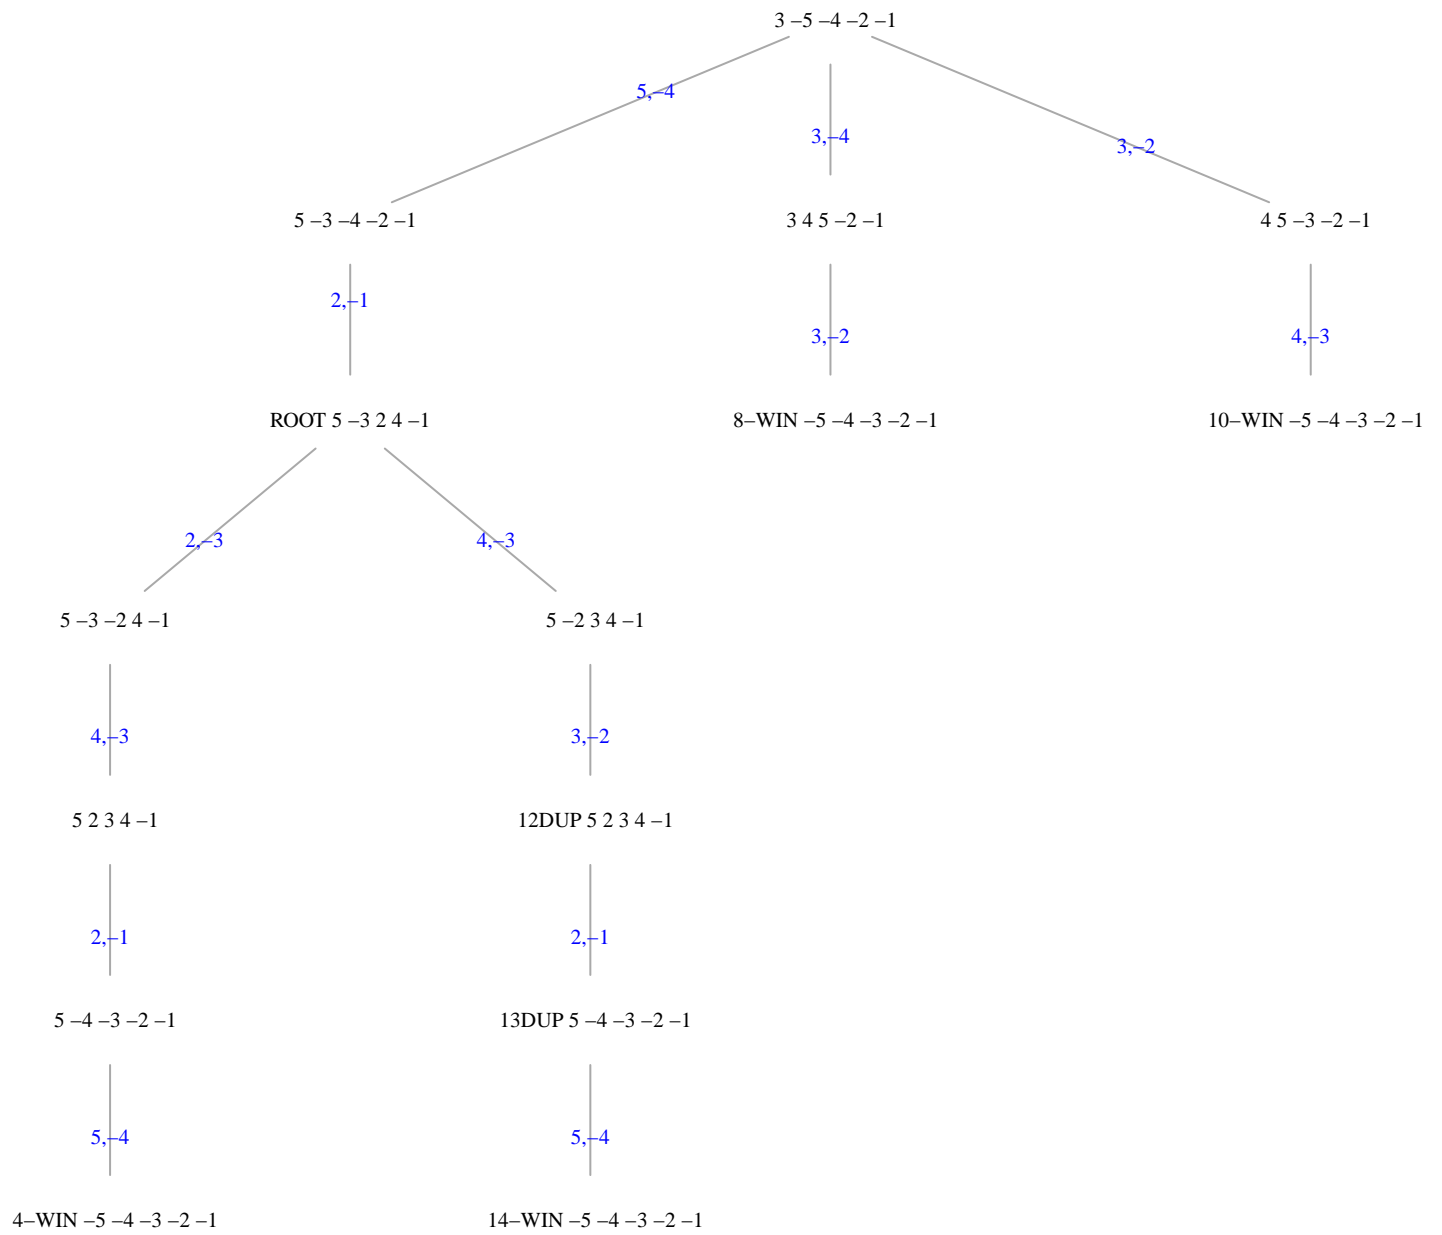 3 –5 –4 –2 –1
5,–4
3,–4
3,–2
5 –3 –4 –2 –1
3 4 5 –2 –1
4 5 –3 –2 –1
2,–1
3,–2
4,–3
ROOT 5 –3 2 4 –1
8–WIN –5 –4 –3 –2 –1
10–WIN –5 –4 –3 –2 –1
2,–3
4,–3
5 –3 –2 4 –1
5 –2 3 4 –1
4,–3
3,–2
5 2 3 4 –1
12DUP 5 2 3 4 –1
2,–1
2,–1
5 –4 –3 –2 –1
13DUP 5 –4 –3 –2 –1
5,–4
5,–4
4–WIN –5 –4 –3 –2 –1
14–WIN –5 –4 –3 –2 –1